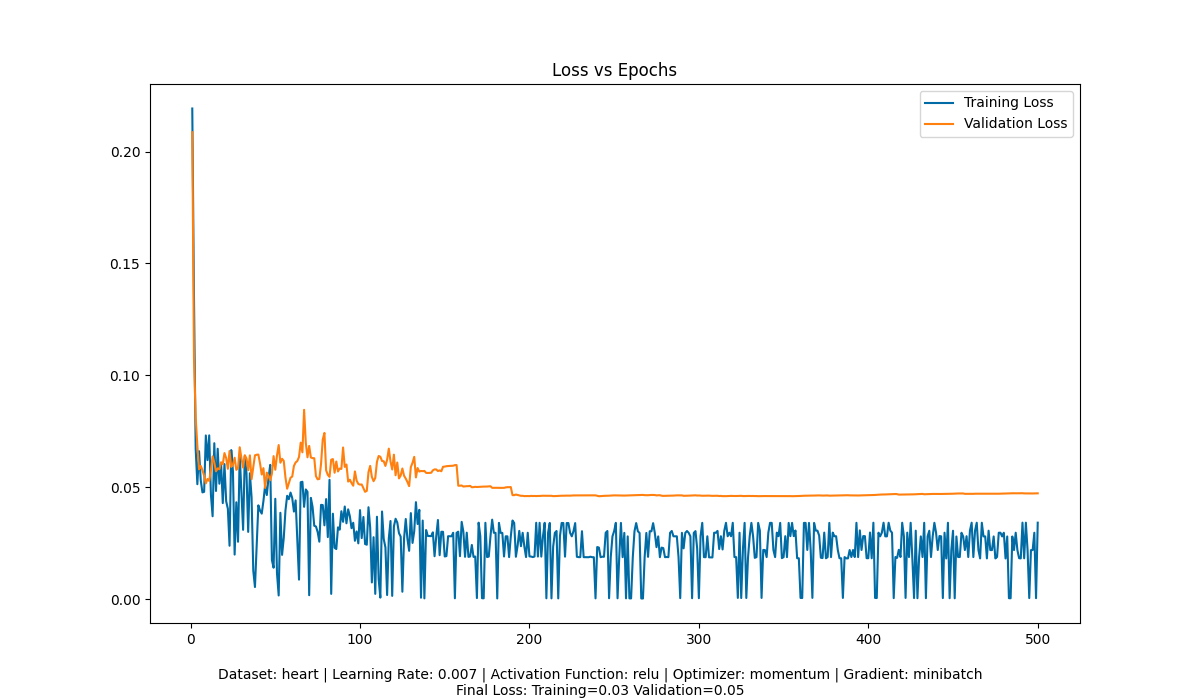 Loss vs Epochs
Training Loss
Validation Loss
0.20
0.15
0.10
0.05
0.00
0 100 200 300 400 500
Dataset: heart | Learning Rate: 0.007 | Activation Function: relu | Optimizer: momentum | Gradient: minibatch
Final Loss: Training=0.03 Validation=0.05